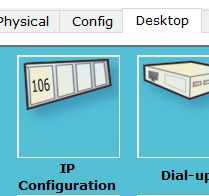 Physical Config Desktop
106
IP
Configuration
Dial-up